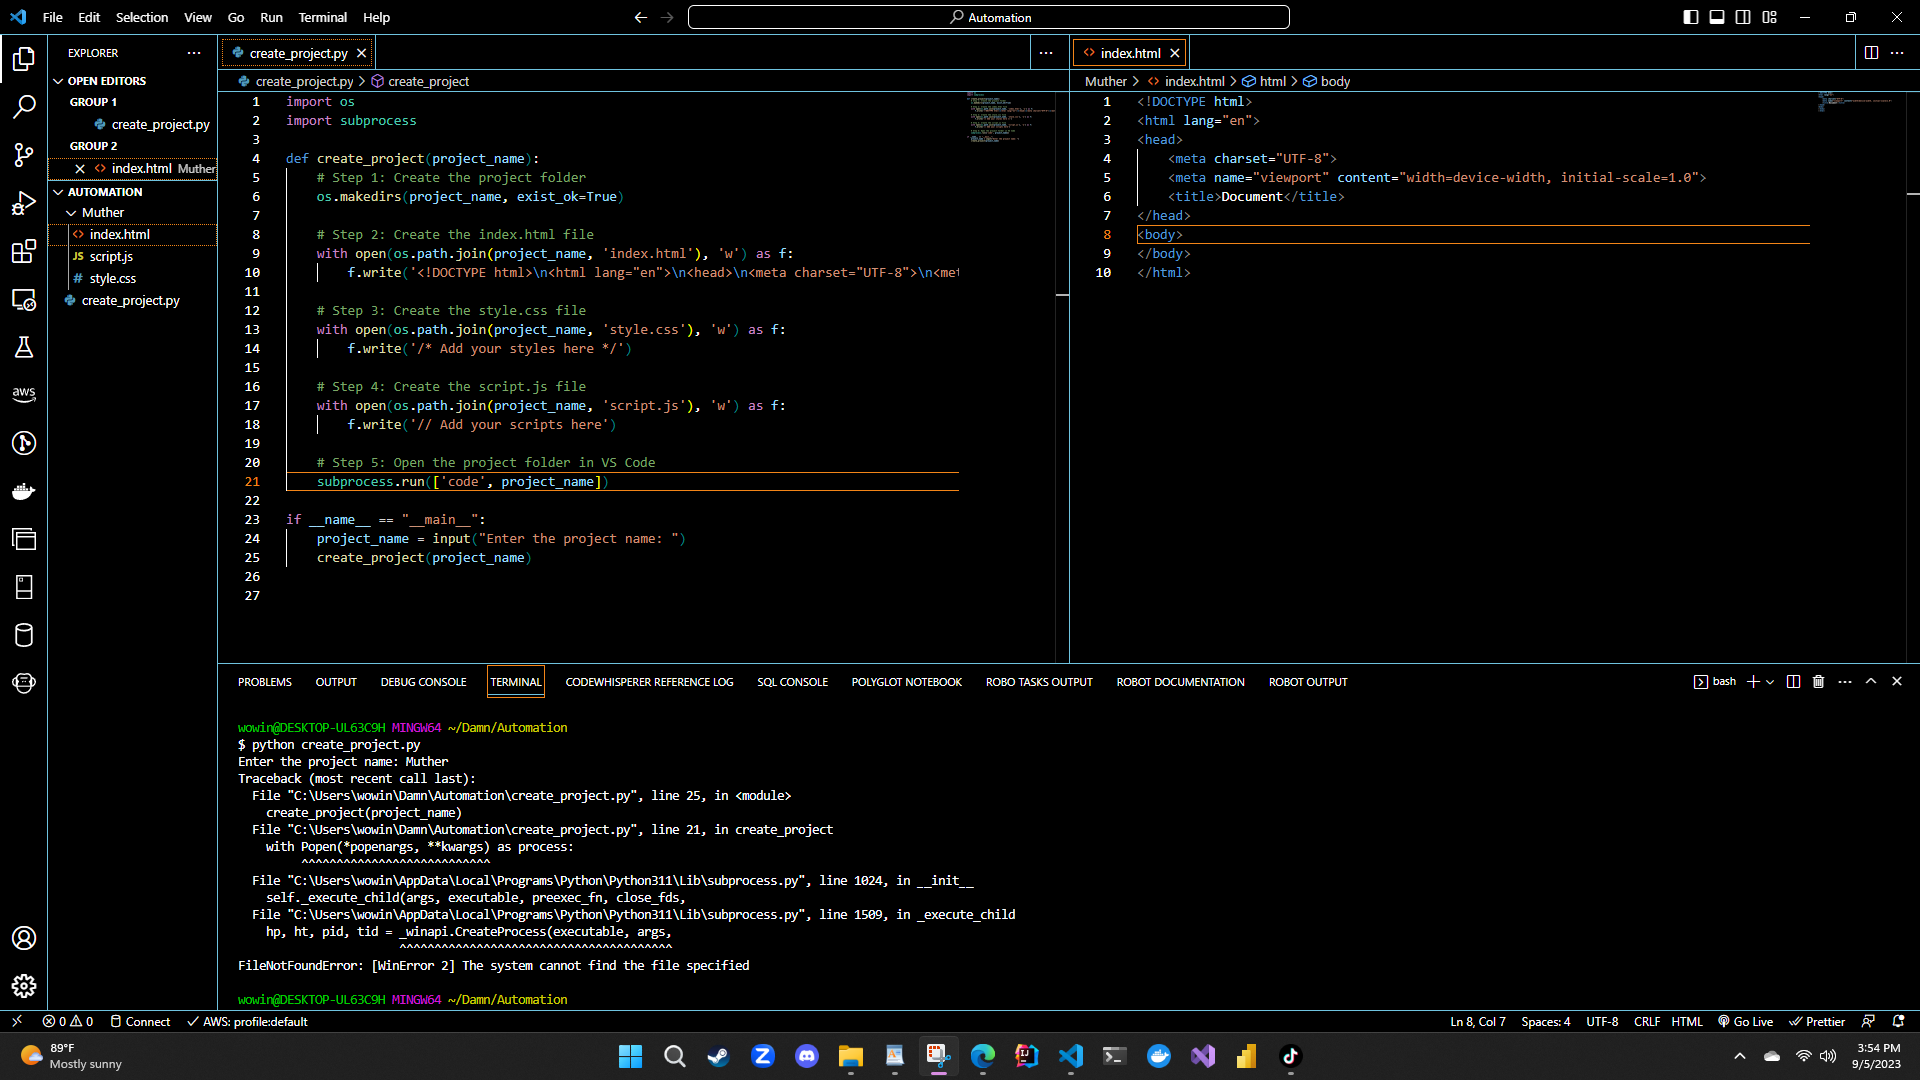 File Edit Selection View Go Run Terminal Help
Automation
EXPLORER
OPEN EDITORS
GROUP 1
create_project.py
GROUP 2
index.html Muther
AUTOMATION
Muther
index.html
JS script.js
# style.css
create_project.py
aws
create_project.py
create_project.py > create_project
1 import os
2 import subprocess
3
4 def create_project(project_name):
5 # Step 1: Create the project folder
6 os.makedirs(project_name, exist_ok=True)
7
8 # Step 2: Create the index.html file
9 with open(os.path.join(project_name, 'index.html'), 'w') as f:
10 f.write('<!DOCTYPE html>\n<html lang="en">\n<head>\n<meta charset="UTF-8">\n<met
11
12 # Step 3: Create the style.css file
13 with open(os.path.join(project_name, 'style.css'), 'w') as f:
14 f.write('/* Add your styles here */')
15
16 # Step 4: Create the script.js file
17 with open(os.path.join(project_name, 'script.js'), 'w') as f:
18 f.write('// Add your scripts here')
19
20 # Step 5: Open the project folder in VS Code
21 subprocess.run(['code', project_name])
22
23 if __name__ == "__main__":
24 project_name = input("Enter the project name: ")
25 create_project(project_name)
26
27
index.html
Muther > index.html > html > body
1 <!DOCTYPE html>
2 <html lang="en">
3 <head>
4 <meta charset="UTF-8">
5 <meta name="viewport" content="width=device-width, initial-scale=1.0">
6 <title>Document</title>
7 </head>
8 <body>
9 </body>
10 </html>
PROBLEMS OUTPUT DEBUG CONSOLE TERMINAL CODEWHISPERER REFERENCE LOG SQL CONSOLE POLYGLOT NOTEBOOK ROBO TASKS OUTPUT ROBOT DOCUMENTATION ROBOT OUTPUT bash
wowin@DESKTOP-UL63C9H MINGW64 ~/Damn/Automation
$ python create_project.py
Enter the project name: Muther
Traceback (most recent call last):
File "C:\Users\wowin\Damn\Automation\create_project.py", line 25, in <module>
create_project(project_name)
File "C:\Users\wowin\Damn\Automation\create_project.py", line 21, in create_project
with Popen(*popenargs, **kwargs) as process:
^^^^^^^^^^^^^^^^^^^^^^^^^^^
File "C:\Users\wowin\AppData\Local\Programs\Python\Python311\Lib\subprocess.py", line 1024, in __init__
self._execute_child(args, executable, preexec_fn, close_fds,
File "C:\Users\wowin\AppData\Local\Programs\Python\Python311\Lib\subprocess.py", line 1509, in _execute_child
hp, ht, pid, tid = _winapi.CreateProcess(executable, args,
^^^^^^^^^^^^^^^^^^^^^^^^^^^^^^^^^^^^^^^
FileNotFoundError: [WinError 2] The system cannot find the file specified
wowin@DESKTOP-UL63C9H MINGW64 ~/Damn/Automation
0 0 Connect AWS: profile:default
Ln 8, Col 7 Spaces: 4 UTF-8 CRLF HTML Go Live Prettier
89°F
Mostly sunny
3:54 PM
9/5/2023